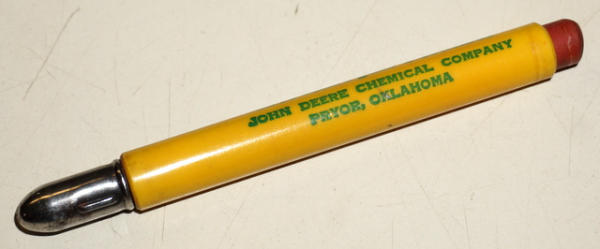 JOHN DEERE CHEMICAL COMPANY
PRYOR, OKLAHOMA